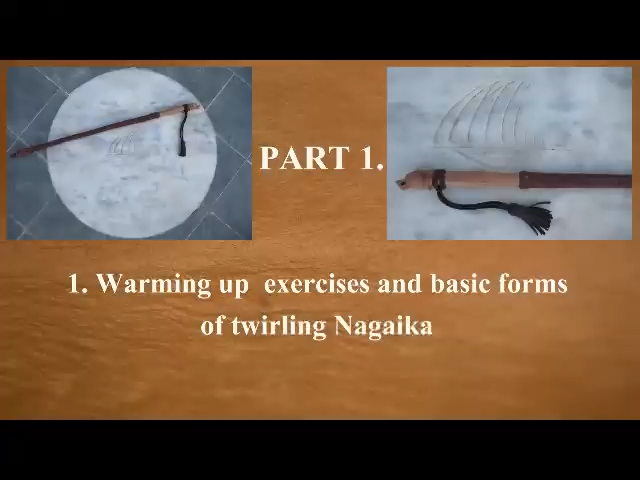 PART 1.
1. Warming up  exercises and basic forms
of twirling Nagaika